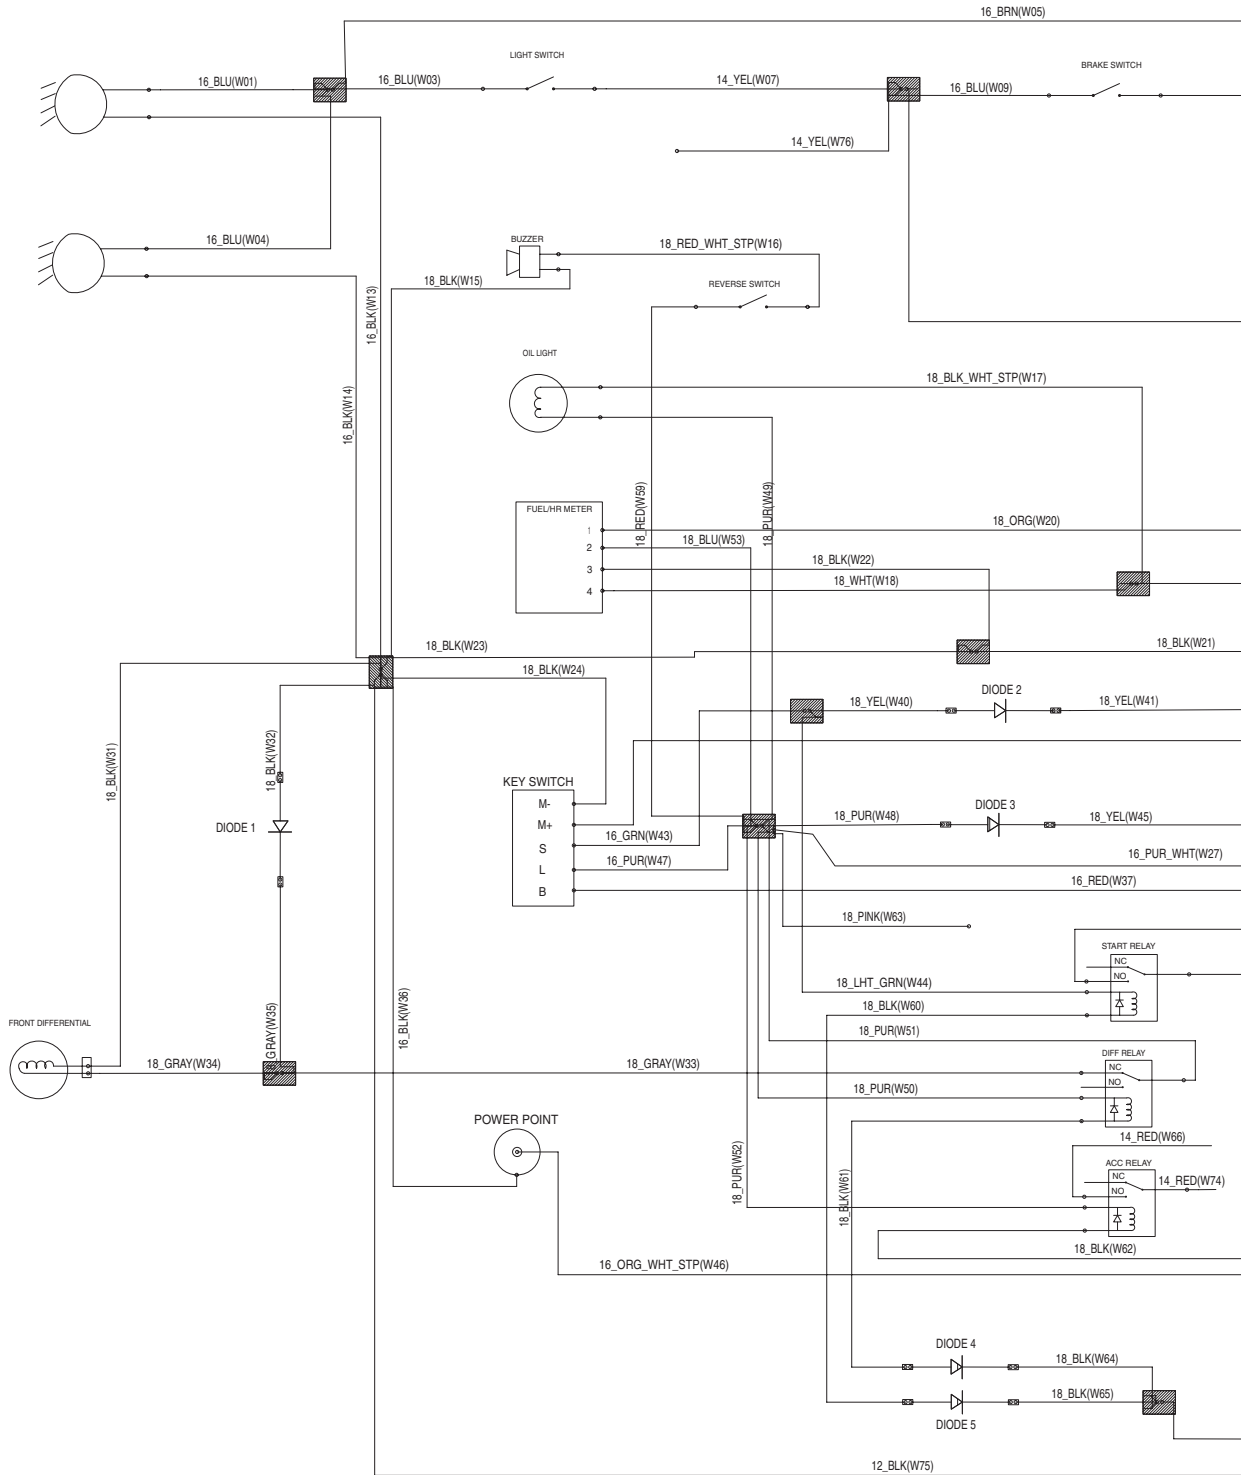 16_BRN(W05)
LIGHT SWITCH
BRAKE SWITCH
16_BLU(W01)
16_BLU(W03)
14_YEL(W07)
16_BLU(W09)
14_YEL(W76)
16_BLU(W04)
BUZZER
18_RED_WHT_STP(W16)
18_BLK(W15)
REVERSE SWITCH
16_BLK(W13)
OIL LIGHT
18_BLK_WHT_STP(W17)
16_BLK(W14)
18_RED(W59)
18_PUR(W49)
FUEL/HR METER
1
2
3
4
18_ORG(W20)
18_BLU(W53)
18_BLK(W22)
18_WHT(W18)
18_BLK(W23)
18_BLK(W21)
18_BLK(W24)
DIODE 2
18_YEL(W40)
18_YEL(W41)
18_BLK(W31)
18_BLK(W32)
KEY SWITCH
M-
M+
S
L
B
DIODE 1
16_GRN(W43)
16_PUR(W47)
18_PUR(W48)
DIODE 3
18_YEL(W45)
16_PUR_WHT(W27)
16_RED(W37)
18_PINK(W63)
START RELAY
NC
NO
18_LHT_GRN(W44)
18_BLK(W60)
18_PUR(W51)
FRONT DIFFERENTIAL
18_GRAY(W35)
16_BLK(W36)
18_GRAY(W34)
18_GRAY(W33)
DIFF RELAY
NC
NO
18_PUR(W50)
POWER POINT
14_RED(W66)
18_PUR(W52)
18_BLK(W61)
ACC RELAY
NC
NO
14_RED(W74)
18_BLK(W62)
16_ORG_WHT_STP(W46)
DIODE 4
18_BLK(W64)
18_BLK(W65)
DIODE 5
12_BLK(W75)